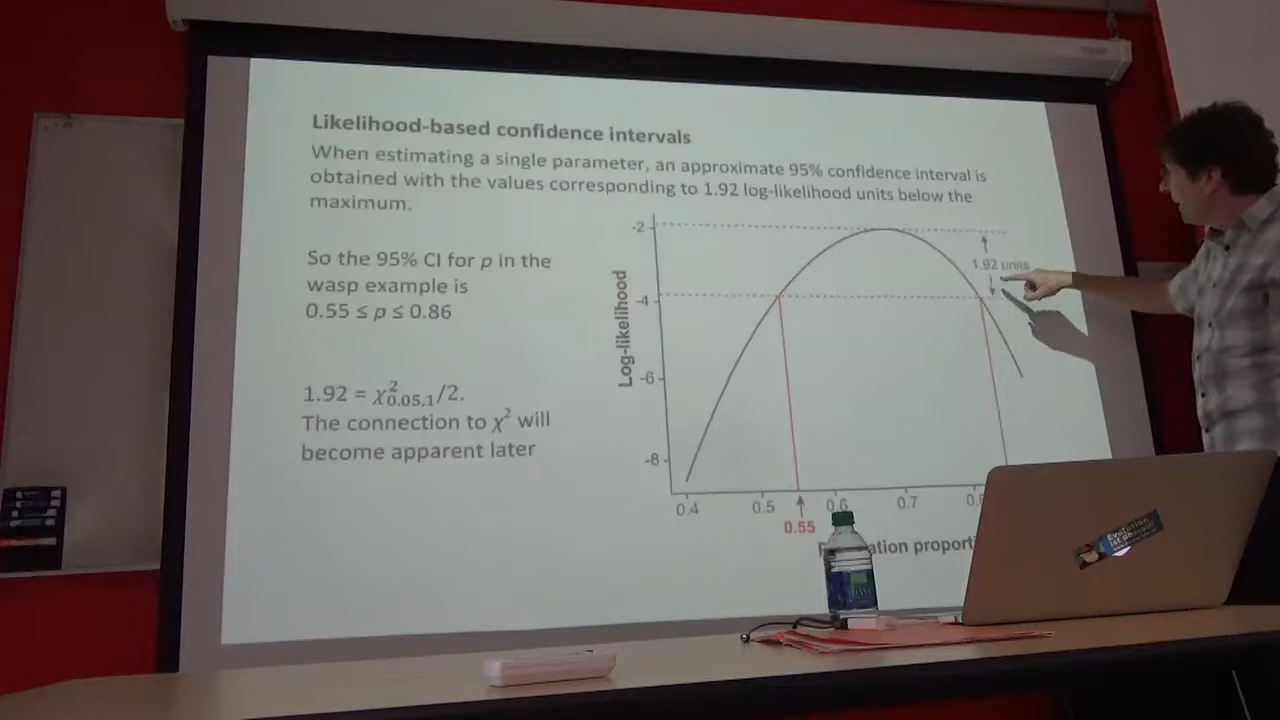 Likelihood-based confidence intervals
When estimating a single parameter, an approximate 95% confidence interval is
obtained with the values corresponding to 1.92 log-likelihood units below the
maximum.
So the 95% CI for p in the
wasp example is
0.55 ≤ p ≤ 0.86
1.92 = χ²0.05,1/2.
The connection to χ² will
become apparent later
Log-likelihood
-2
-4
-6
-8
1.92 units
0.4
0.5
0.6
0.7
0.55
Evolution